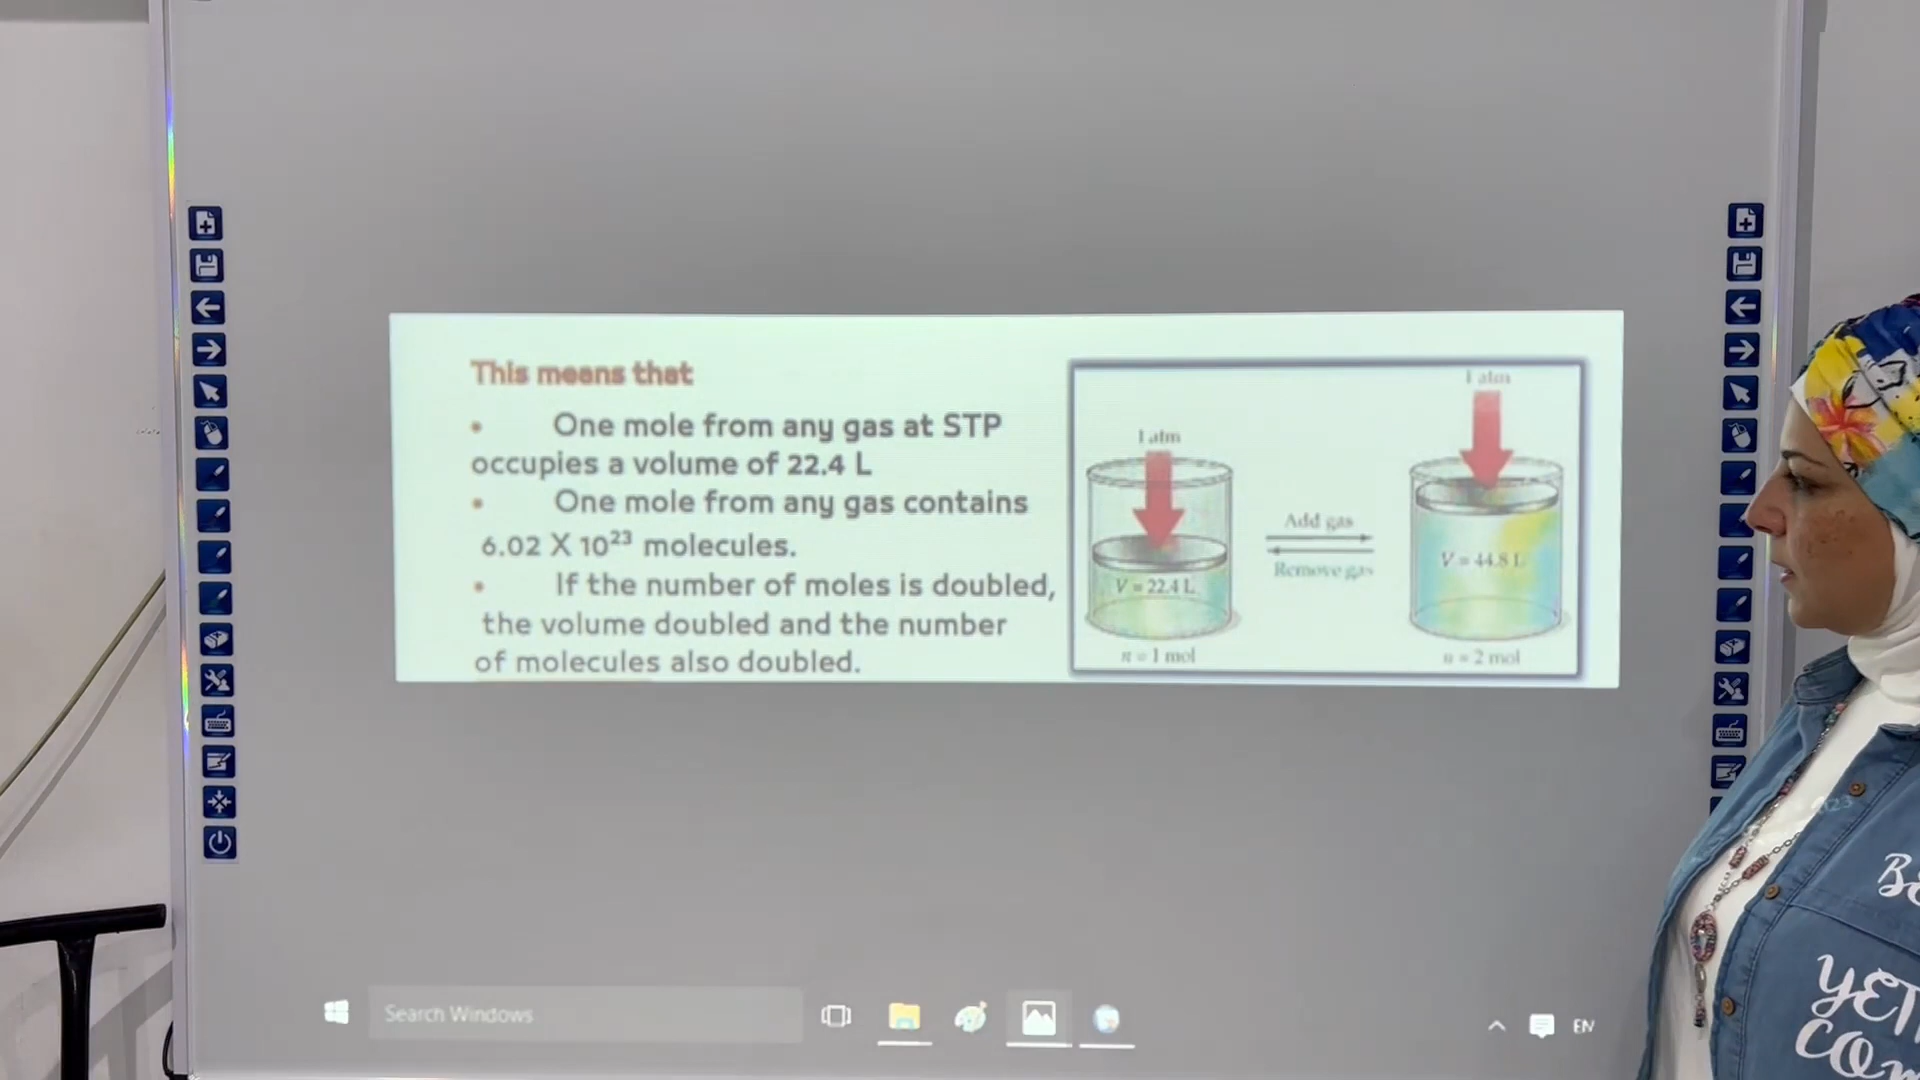 This means that
• One mole from any gas at STP
occupies a volume of 22.4 L
• One mole from any gas contains
6.02 X 10²³ molecules.
• If the number of moles is doubled,
the volume doubled and the number
of molecules also doubled.
1 atm
V = 22.4 L
n = 1 mol
Add gas
Remove gas
1 atm
V = 44.8 L
n = 2 mol
Search Windows
EN
YET